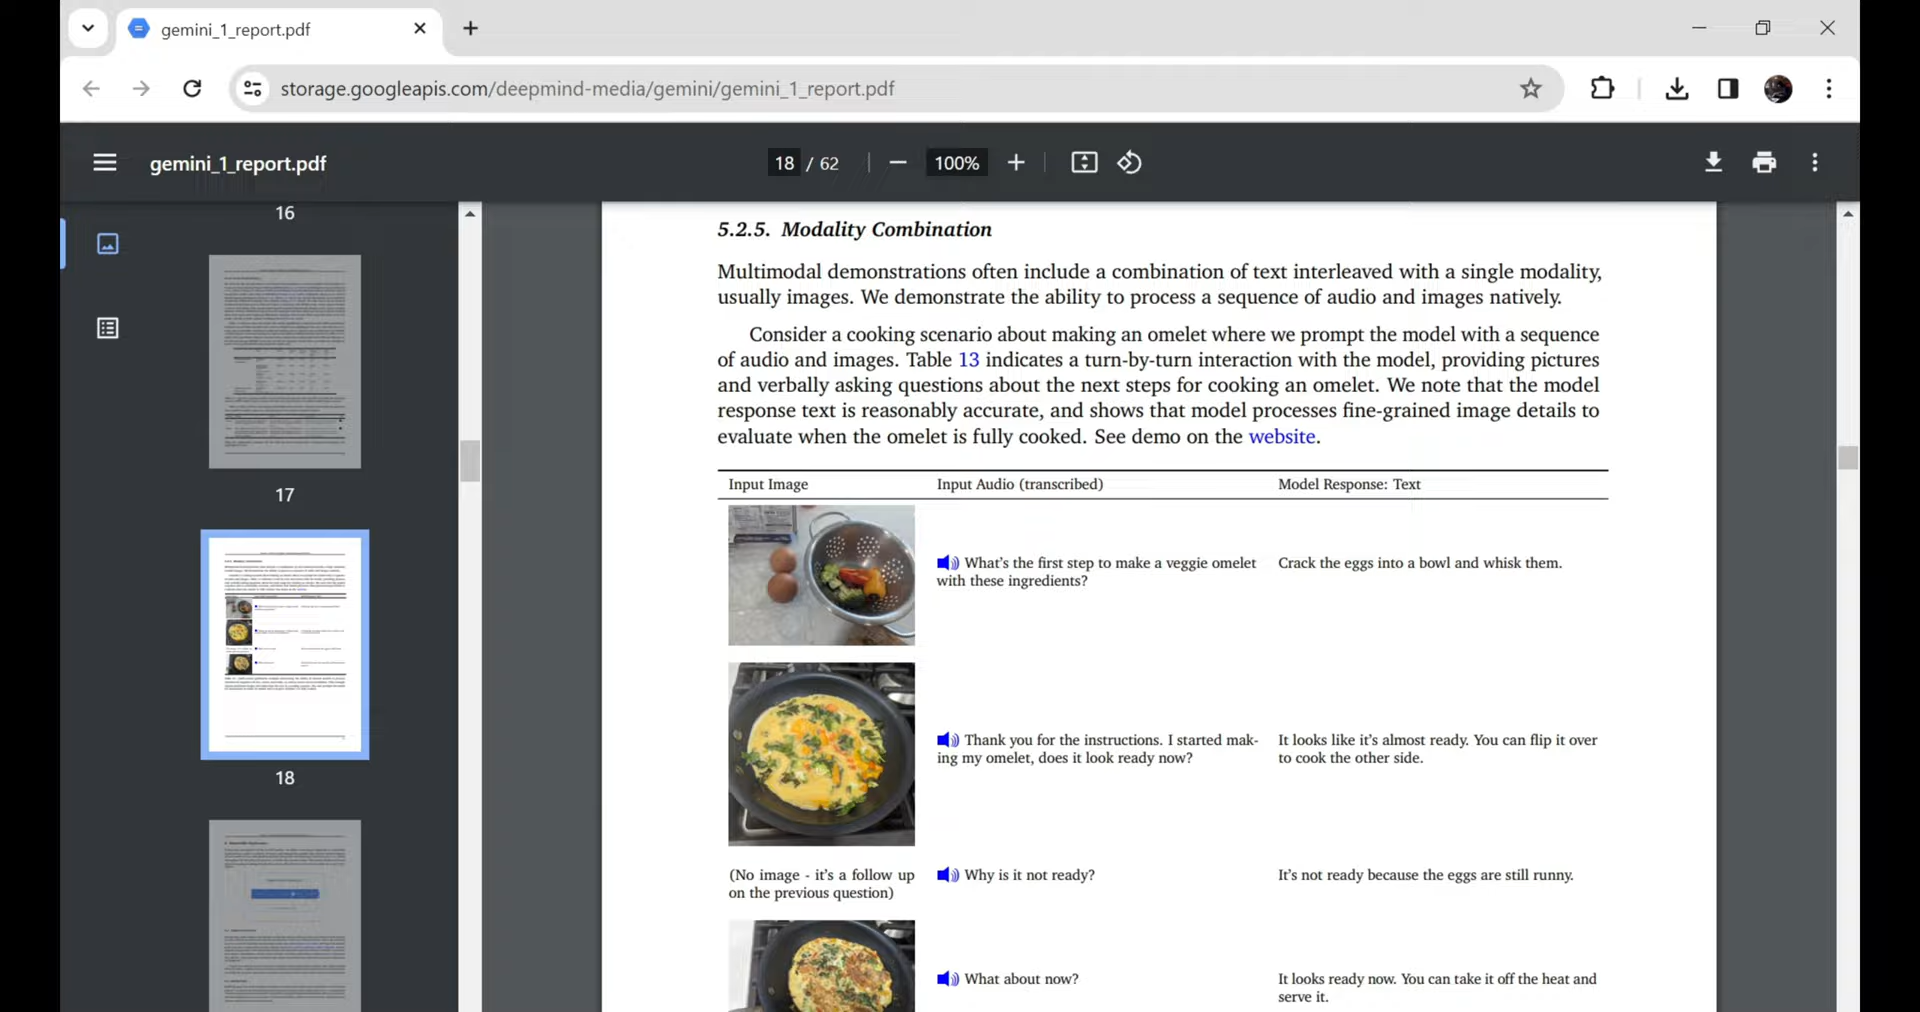 gemini_1_report.pdf
storage.googleapis.com/deepmind-media/gemini/gemini_1_report.pdf
gemini_1_report.pdf
18 / 62
100%
16
17
18
5.2.5. Modality Combination
Multimodal demonstrations often include a combination of text interleaved with a single modality,
usually images. We demonstrate the ability to process a sequence of audio and images natively.
Consider a cooking scenario about making an omelet where we prompt the model with a sequence
of audio and images. Table 13 indicates a turn-by-turn interaction with the model, providing pictures
and verbally asking questions about the next steps for cooking an omelet. We note that the model
response text is reasonably accurate, and shows that model processes fine-grained image details to
evaluate when the omelet is fully cooked. See demo on the website.
Input Image
Input Audio (transcribed)
Model Response: Text
What's the first step to make a veggie omelet
with these ingredients?
Crack the eggs into a bowl and whisk them.
Thank you for the instructions. I started mak-
ing my omelet, does it look ready now?
It looks like it's almost ready. You can flip it over
to cook the other side.
(No image - it's a follow up
on the previous question)
Why is it not ready?
It's not ready because the eggs are still runny.
What about now?
It looks ready now. You can take it off the heat and
serve it.